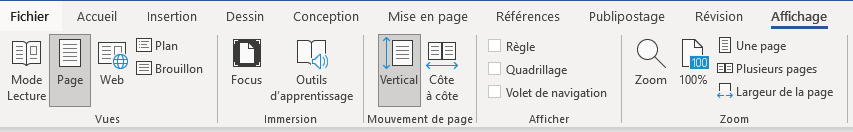 Fichier Accueil Insertion Dessin Conception Mise en page Références Publipostage Révision Affichage
Mode
Lecture
Page
Web
Plan
Brouillon
Vues
Focus
Outils
d'apprentissage
Immersion
Vertical
Côte
à côte
Mouvement de page
Règle
Quadrillage
Volet de navigation
Afficher
Zoom
100
100%
Une page
Plusieurs pages
Largeur de la page
Zoom